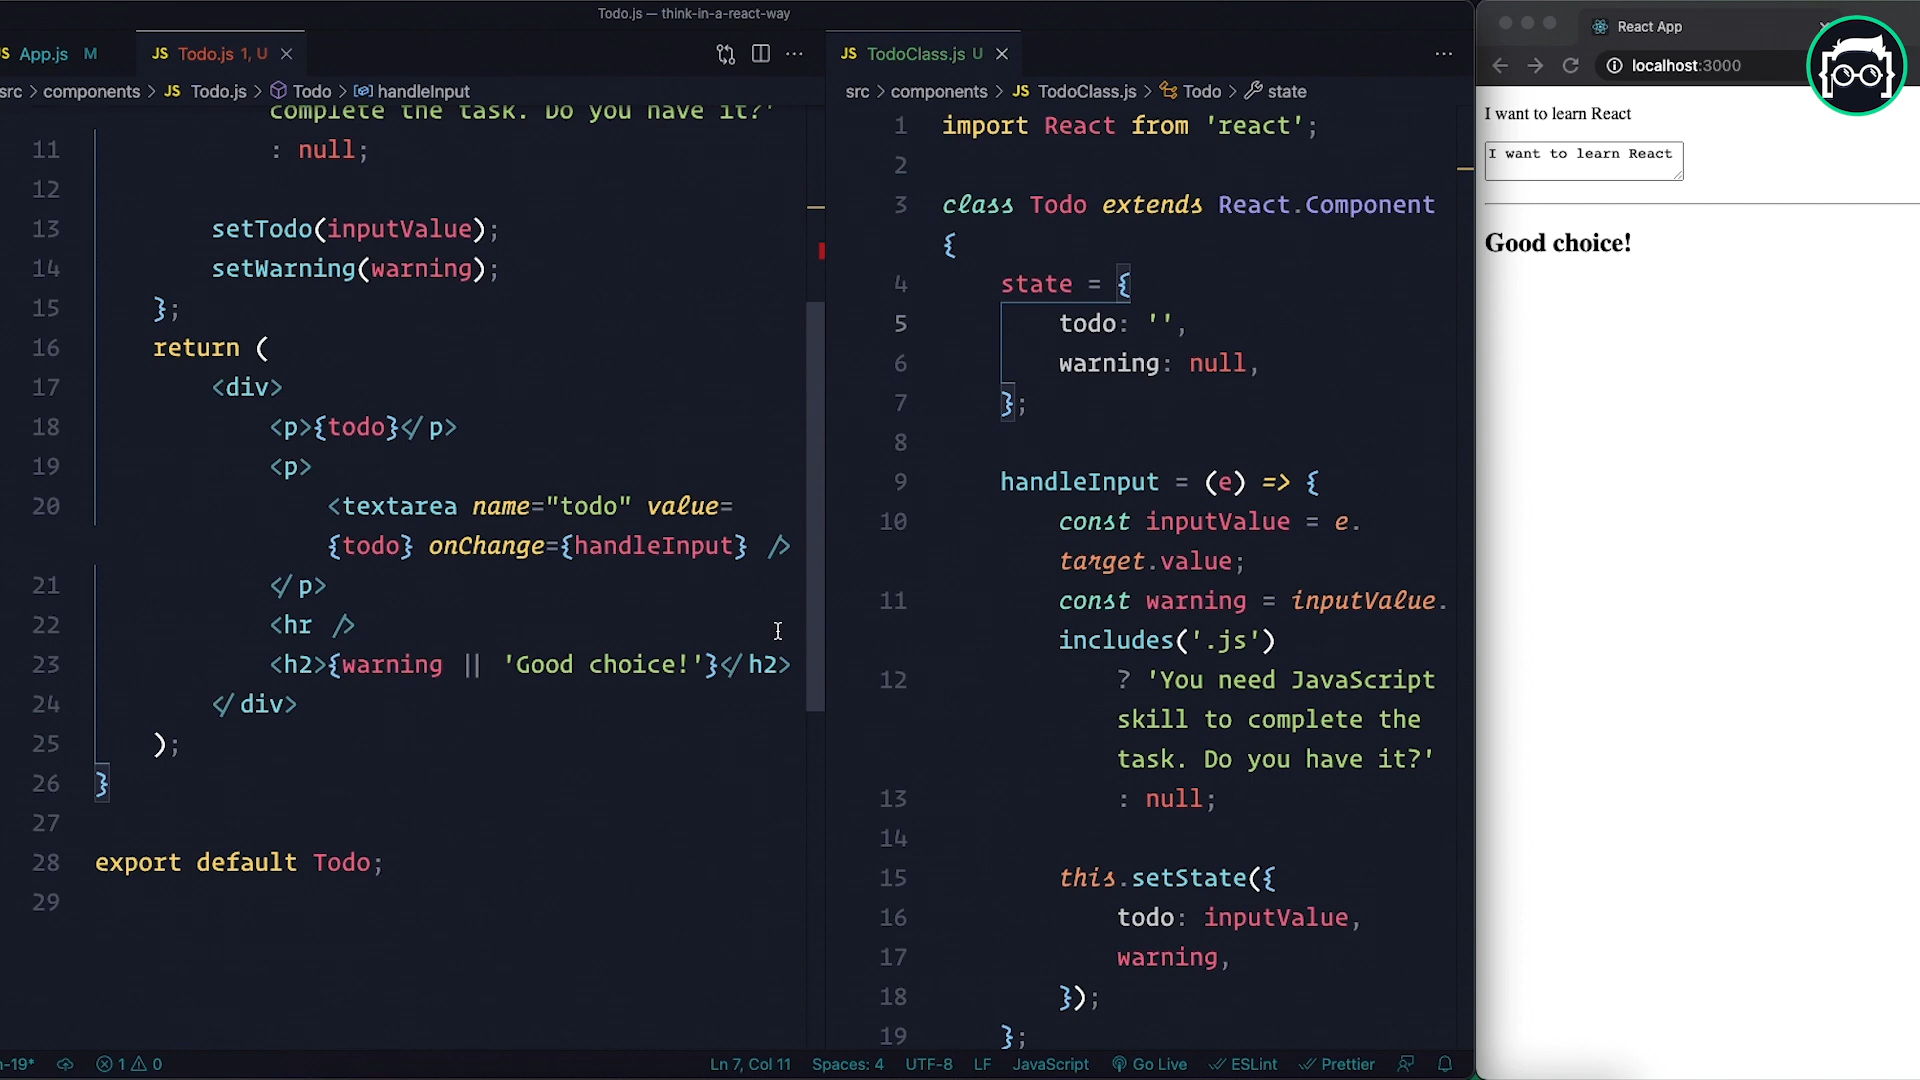 Todo.js — think-in-a-react-way
JS App.js M
JS Todo.js 1, U
src > components > JS Todo.js > Todo > handleInput
complete the task. Do you have it?'
11 : null;
12
13 setTodo(inputValue);
14 setWarning(warning);
15 };
16 return (
17 <div>
18 <p>{todo}</p>
19 <p>
20 <textarea name="todo" value=
{todo} onChange={handleInput} />
21 </p>
22 <hr />
23 <h2>{warning || 'Good choice!'}</h2>
24 </div>
25 );
26 }
27
28 export default Todo;
29
JS TodoClass.js U
src > components > JS TodoClass.js > Todo > state
1 import React from 'react';
2
3 class Todo extends React.Component
{
4 state = {
5 todo: '',
6 warning: null,
7 };
8
9 handleInput = (e) => {
10 const inputValue = e.
target.value;
11 const warning = inputValue.
includes('.js')
12 ? 'You need JavaScript
skill to complete the
task. Do you have it?'
13 : null;
14
15 this.setState({
16 todo: inputValue,
17 warning,
18 });
19 };
-19* 1 0 Ln 7, Col 11 Spaces: 4 UTF-8 LF JavaScript Go Live ESLint Prettier
React App
localhost:3000
I want to learn React
I want to learn React
Good choice!